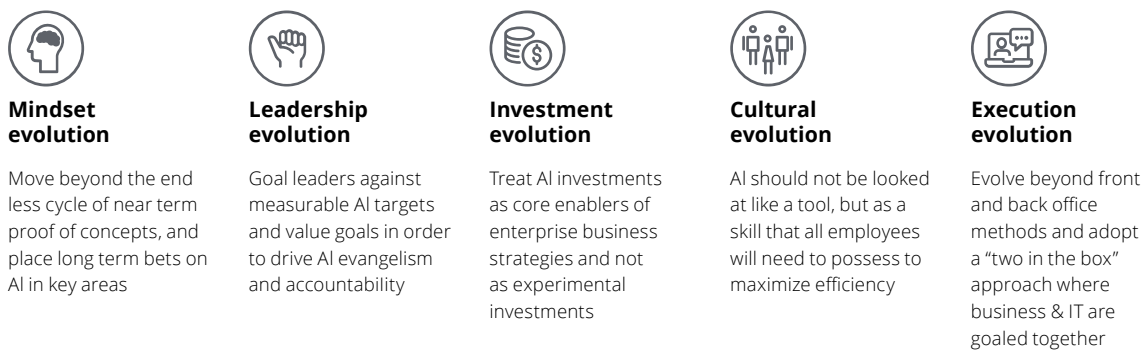 Mindset
evolution
Move beyond the end
less cycle of near term
proof of concepts, and
place long term bets on
AI in key areas
Leadership
evolution
Goal leaders against
measurable AI targets
and value goals in order
to drive AI evangelism
and accountability
$
Investment
evolution
Treat AI investments
as core enablers of
enterprise business
strategies and not
as experimental
investments
Cultural
evolution
AI should not be looked
at like a tool, but as a
skill that all employees
will need to possess to
maximize efficiency
Execution
evolution
Evolve beyond front
and back office
methods and adopt
a “two in the box”
approach where
business & IT are
goaled together